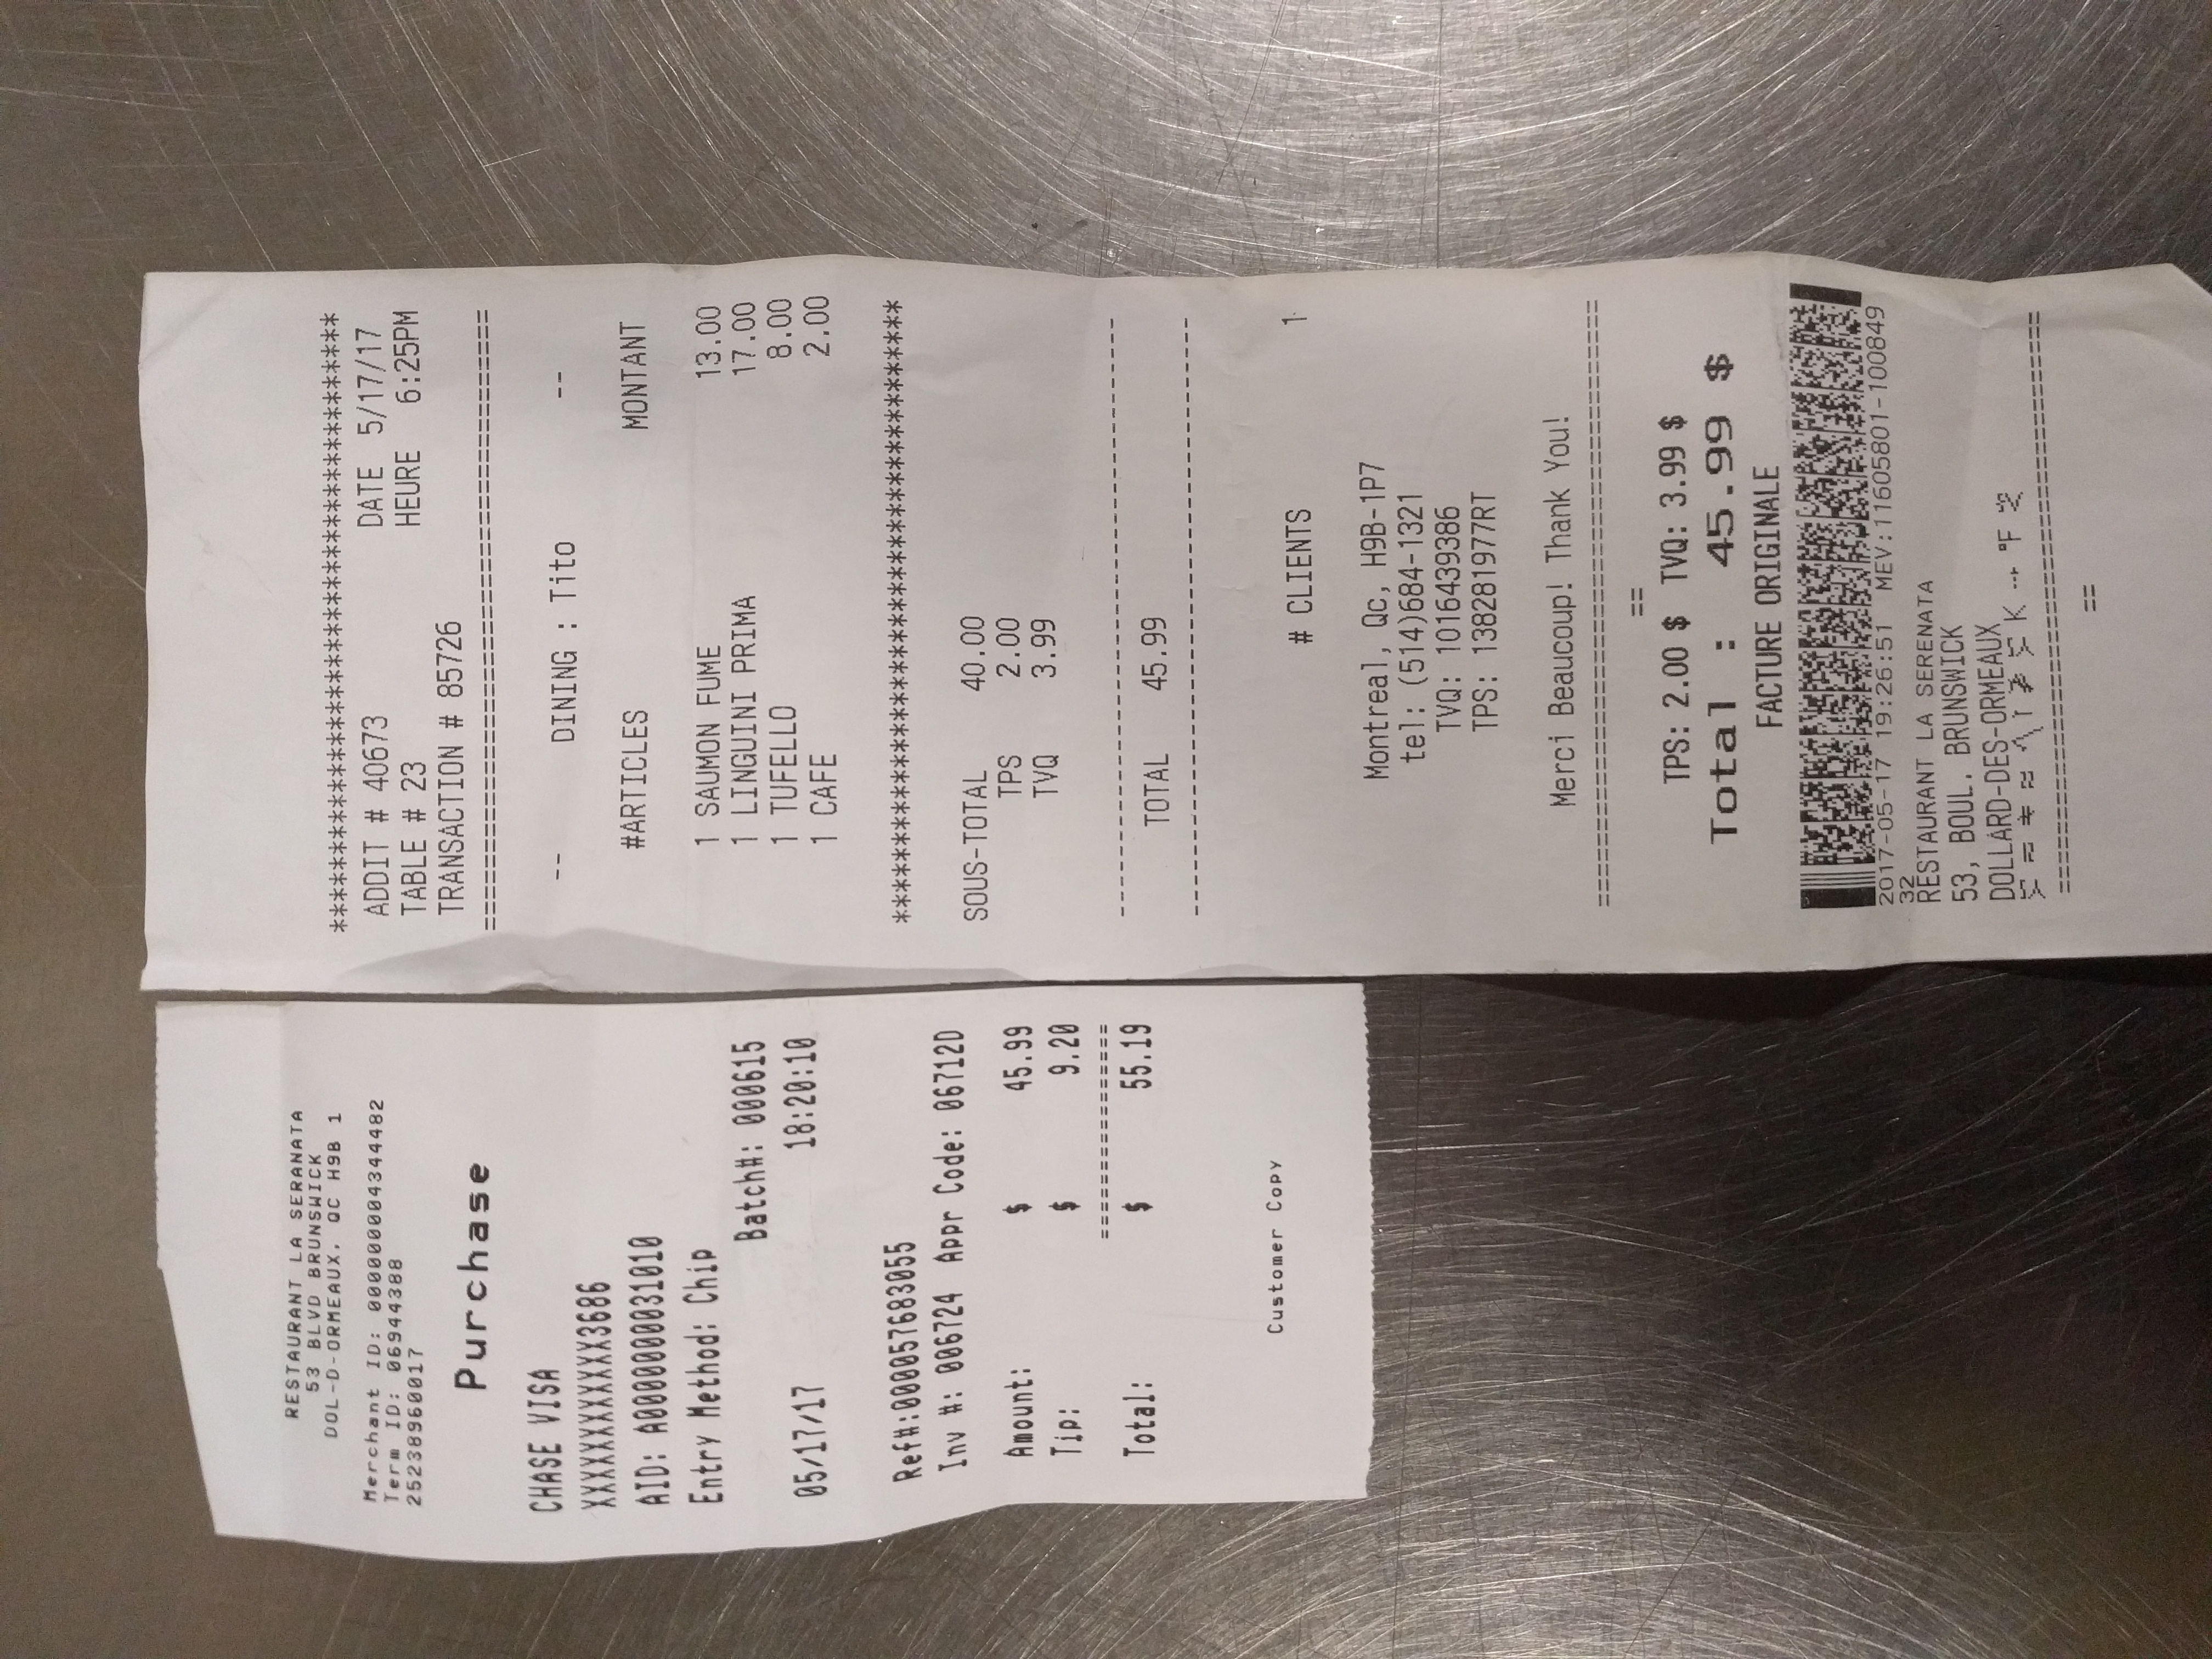 RESTAURANT LA SERANATA
53 BLVD BRUNSWICK
DOL-D-ORMEAUX, QC H9B 1
Merchant ID: 000000004344482
Term ID: 06944388
252389600​17
Purchase
CHASE VISA
XXXXXXXXXXXX3686
AID: A0000000031010
Entry Method: Chip
Batch#: 000615
05/17/17 18:20:10
Ref#:00005768305​5
Inv #: 006724 Appr Code: 06712D
Amount: $ 45.99
Tip: $ 9.20
==============
Total: $ 55.19
Customer Copy
****************************************
ADDIT # 40673 DATE 5/17/17
TABLE # 23 HEURE 6:25PM
TRANSACTION # 85726
========================================
-- DINING : Tito --
#ARTICLES MONTANT
1 SAUMON FUME 13.00
1 LINGUINI PRIMA 17.00
1 TUFELLO 8.00
1 CAFE 2.00
****************************************
SOUS-TOTAL 40.00
TPS 2.00
TVQ 3.99
----------------------------------------
TOTAL 45.99
----------------------------------------
# CLIENTS 1
Montreal, Qc, H9B-1P7
tel: (514)684-1321
TVQ: 1016439386
TPS: 138281977RT
Merci Beaucoup! Thank You!
========================================
==
TPS: 2.00 $ TVQ: 3.99 $
Total : 45.99 $
FACTURE ORIGINALE
2017-05-17 19:26:51 MEV:11605801-100849
32
RESTAURANT LA SERENATA
53, BOUL. BRUNSWICK
DOLLARD-DES-ORMEAUX
========================================
==